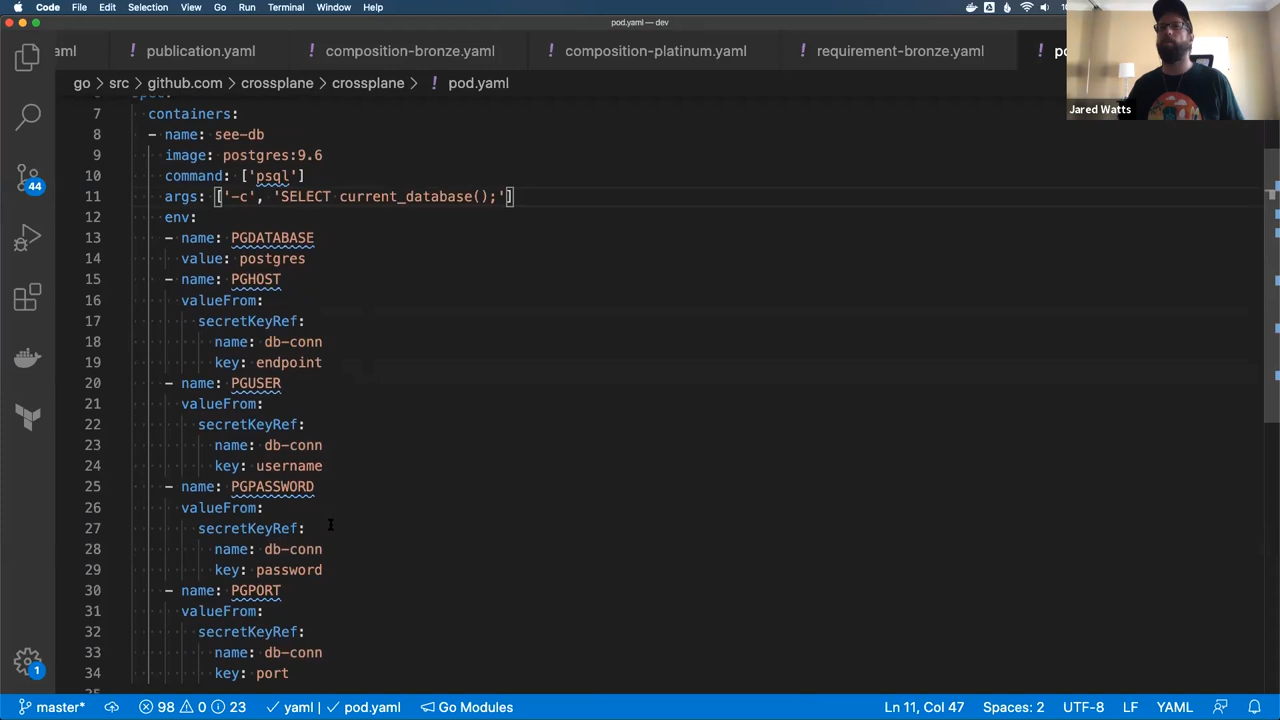 Code File Edit Selection View Go Run Terminal Window Help
pod.yaml — dev
aml ! publication.yaml ! composition-bronze.yaml ! composition-platinum.yaml ! requirement-bronze.yaml !
go > src > github.com > crossplane > crossplane > ! pod.yaml
Jared Watts
7 containers:
8 - name: see-db
9 image: postgres:9.6
10 command: ['psql']
11 args: ['-c', 'SELECT current_database();']
12 env:
13 - name: PGDATABASE
14 value: postgres
15 - name: PGHOST
16 valueFrom:
17 secretKeyRef:
18 name: db-conn
19 key: endpoint
20 - name: PGUSER
21 valueFrom:
22 secretKeyRef:
23 name: db-conn
24 key: username
25 - name: PGPASSWORD
26 valueFrom:
27 secretKeyRef:
28 name: db-conn
29 key: password
30 - name: PGPORT
31 valueFrom:
32 secretKeyRef:
33 name: db-conn
34 key: port
44
1
master* 98 0 23 yaml | pod.yaml Go Modules Ln 11, Col 47 Spaces: 2 UTF-8 LF YAML